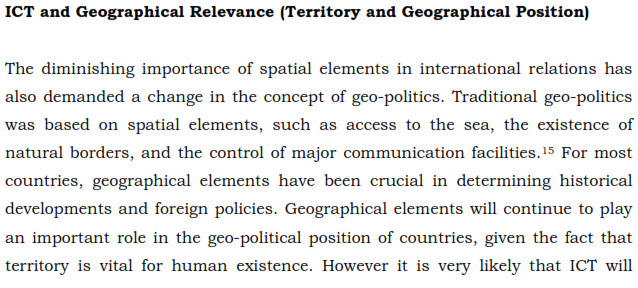 ICT and Geographical Relevance (Territory and Geographical Position)
The diminishing importance of spatial elements in international relations has
also demanded a change in the concept of geo-politics. Traditional geo-politics
was based on spatial elements, such as access to the sea, the existence of
natural borders, and the control of major communication facilities.15 For most
countries, geographical elements have been crucial in determining historical
developments and foreign policies. Geographical elements will continue to play
an important role in the geo-political position of countries, given the fact that
territory is vital for human existence. However it is very likely that ICT will